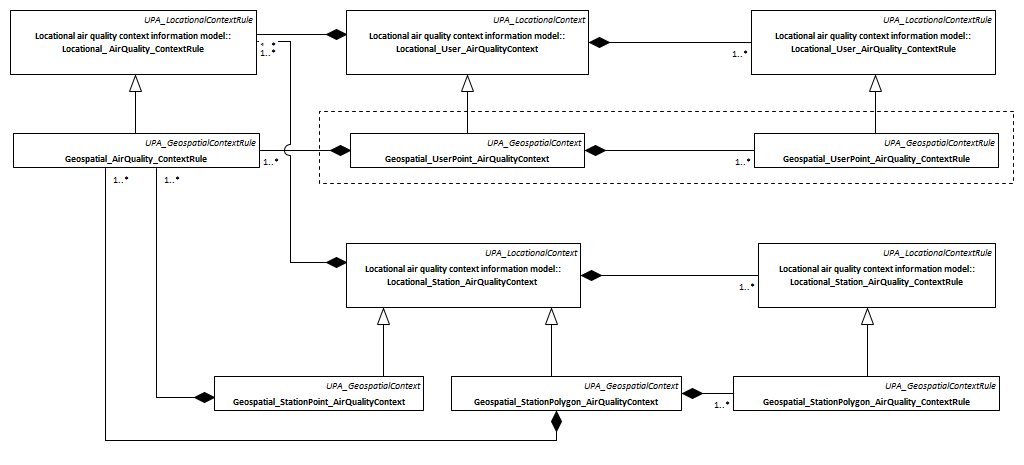 UPA_LocationalContextRule
Locational air quality context information model::
Locational_ AirQuality_ContextRule
UPA_LocationalContext
Locational air quality context information model::
Locational_User_AirQualityContext
UPA_LocationalContextRule
Locational air quality context information model::
Locational_User_AirQuality_ContextRule
1..*
1..*
1..*
UPA_GeospatialContextRule
Geospatial_AirQuality_ContextRule
UPA_GeospatialContext
Geospatial_UserPoint_AirQualityContext
UPA_GeospatialContextRule
Geospatial_UserPoint_AirQuality_ContextRule
1..*
1..*
1..*
1..*
UPA_LocationalContext
Locational air quality context information model::
Locational_Station_AirQualityContext
UPA_LocationalContextRule
Locational air quality context information model::
Locational_Station_AirQuality_ContextRule
1..*
UPA_GeospatialContext
Geospatial_StationPoint_AirQualityContext
UPA_GeospatialContext
Geospatial_StationPolygon_AirQualityContext
UPA_GeospatialContextRule
Geospatial_StationPolygon_AirQuality_ContextRule
1..*